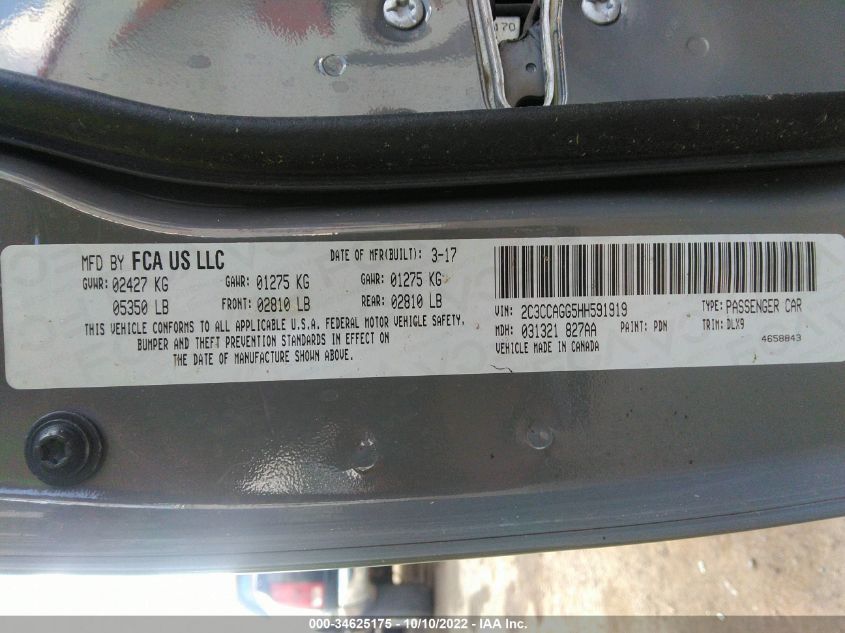 170
MFD BY FCA US LLC
DATE OF MFR(BUILT): 3-17
GVWR: 02427 KG
GAWR: 01275 KG
GAWR: 01275 KG
05350 LB
FRONT: 02810 LB
REAR: 02810 LB
THIS VEHICLE CONFORMS TO ALL APPLICABLE U.S.A. FEDERAL MOTOR VEHICLE SAFETY,
BUMPER AND THEFT PREVENTION STANDARDS IN EFFECT ON
THE DATE OF MANUFACTURE SHOWN ABOVE.
VIN: 2C3CCAGG5HH591919
TYPE: PASSENGER CAR
MDH: 031321 827AA
PAINT: PDN
TRIM: DLX9
VEHICLE MADE IN CANADA
4658843
000-34625175 - 10/10/2022 - IAA Inc.